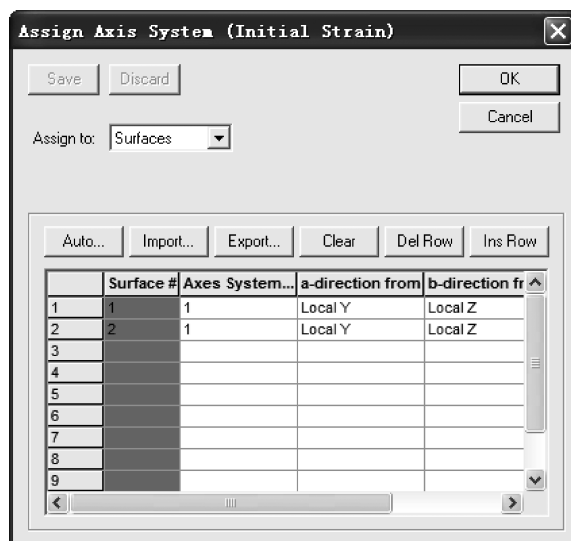 Assign Axis System (Initial Strain)
Save Discard OK
Cancel
Assign to: Surfaces
Auto... Import... Export... Clear Del Row Ins Row
Surface # Axes System... a-direction from b-direction fr
1 1 1 Local Y Local Z
2 2 1 Local Y Local Z
3
4
5
6
7
8
9